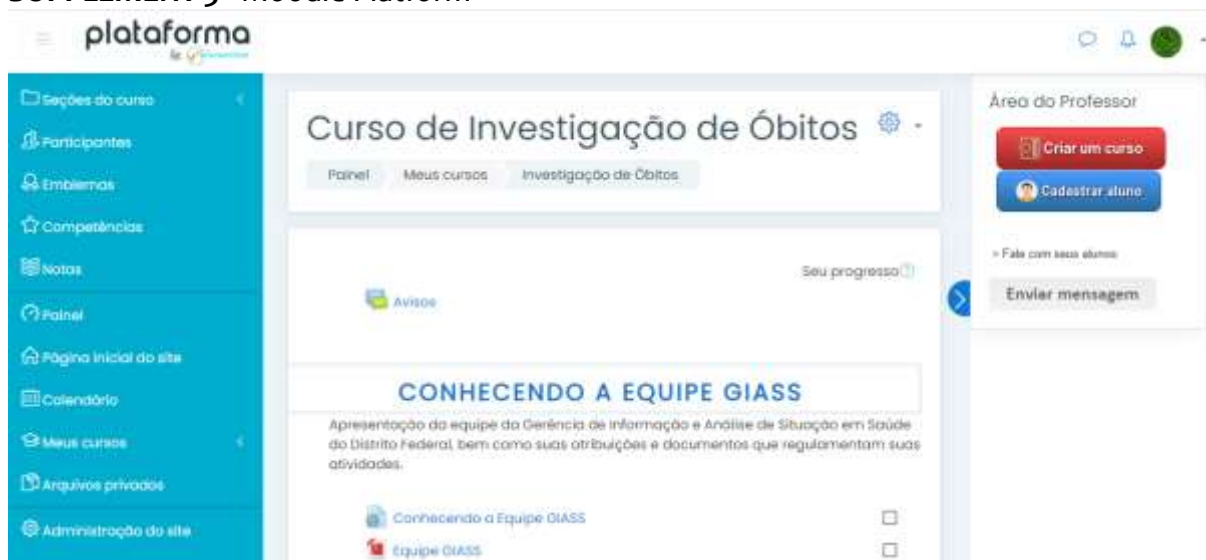 plataforma
Seções do curso
Participantes
Emblemas
Competências
Notas
Painel
Página inicial do site
Calendário
Meus cursos
Arquivos privados
Administração do site
Curso de Investigação de Óbitos
Painel Meus cursos Investigação de Óbitos
Seu progresso
Avisos
CONHECENDO A EQUIPE GIASS
Apresentação da equipe da Gerência de Informação e Análise de Situação em Saúde
do Distrito Federal, bem como suas atribuições e documentos que regulamentam suas
atividades.
Conhecendo a Equipe GIASS
Equipe GIASS
Área do Professor
Criar um curso
Cadastrar aluno
» Fale com seus alunos
Enviar mensagem